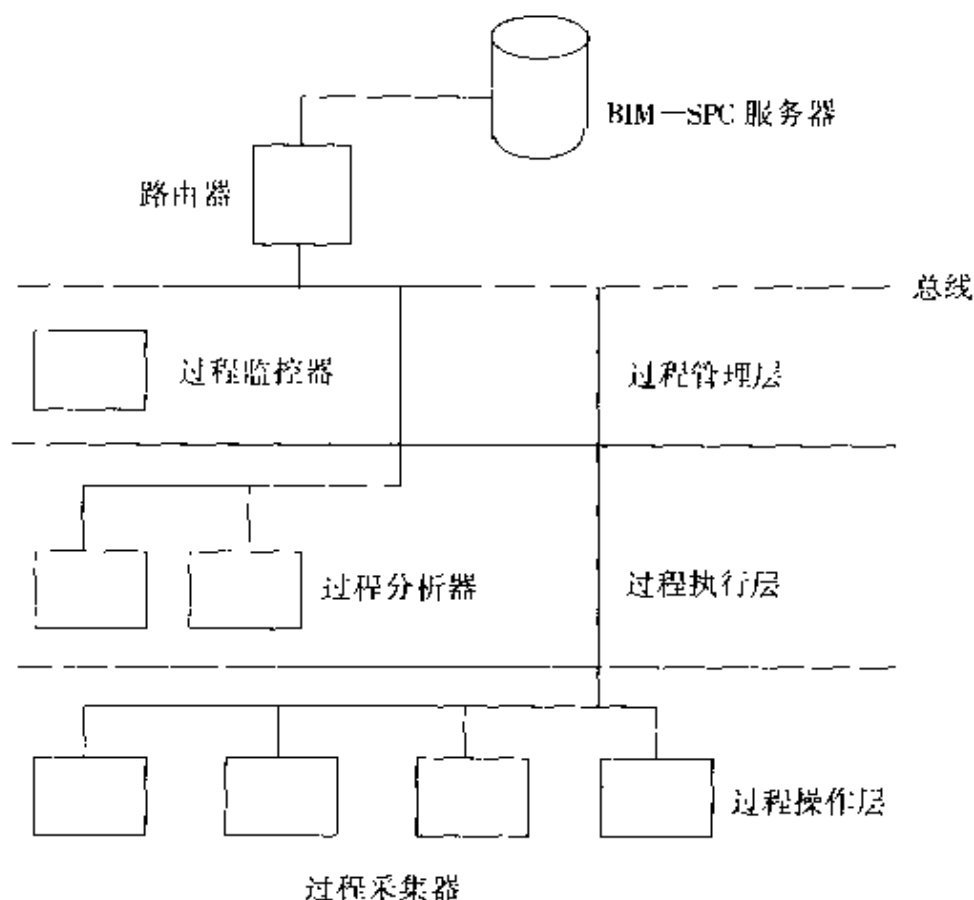 BIM—SPC 服务器
路由器
总线
过程监控器
过程管理层
过程分析器
过程执行层
过程操作层
过程采集器